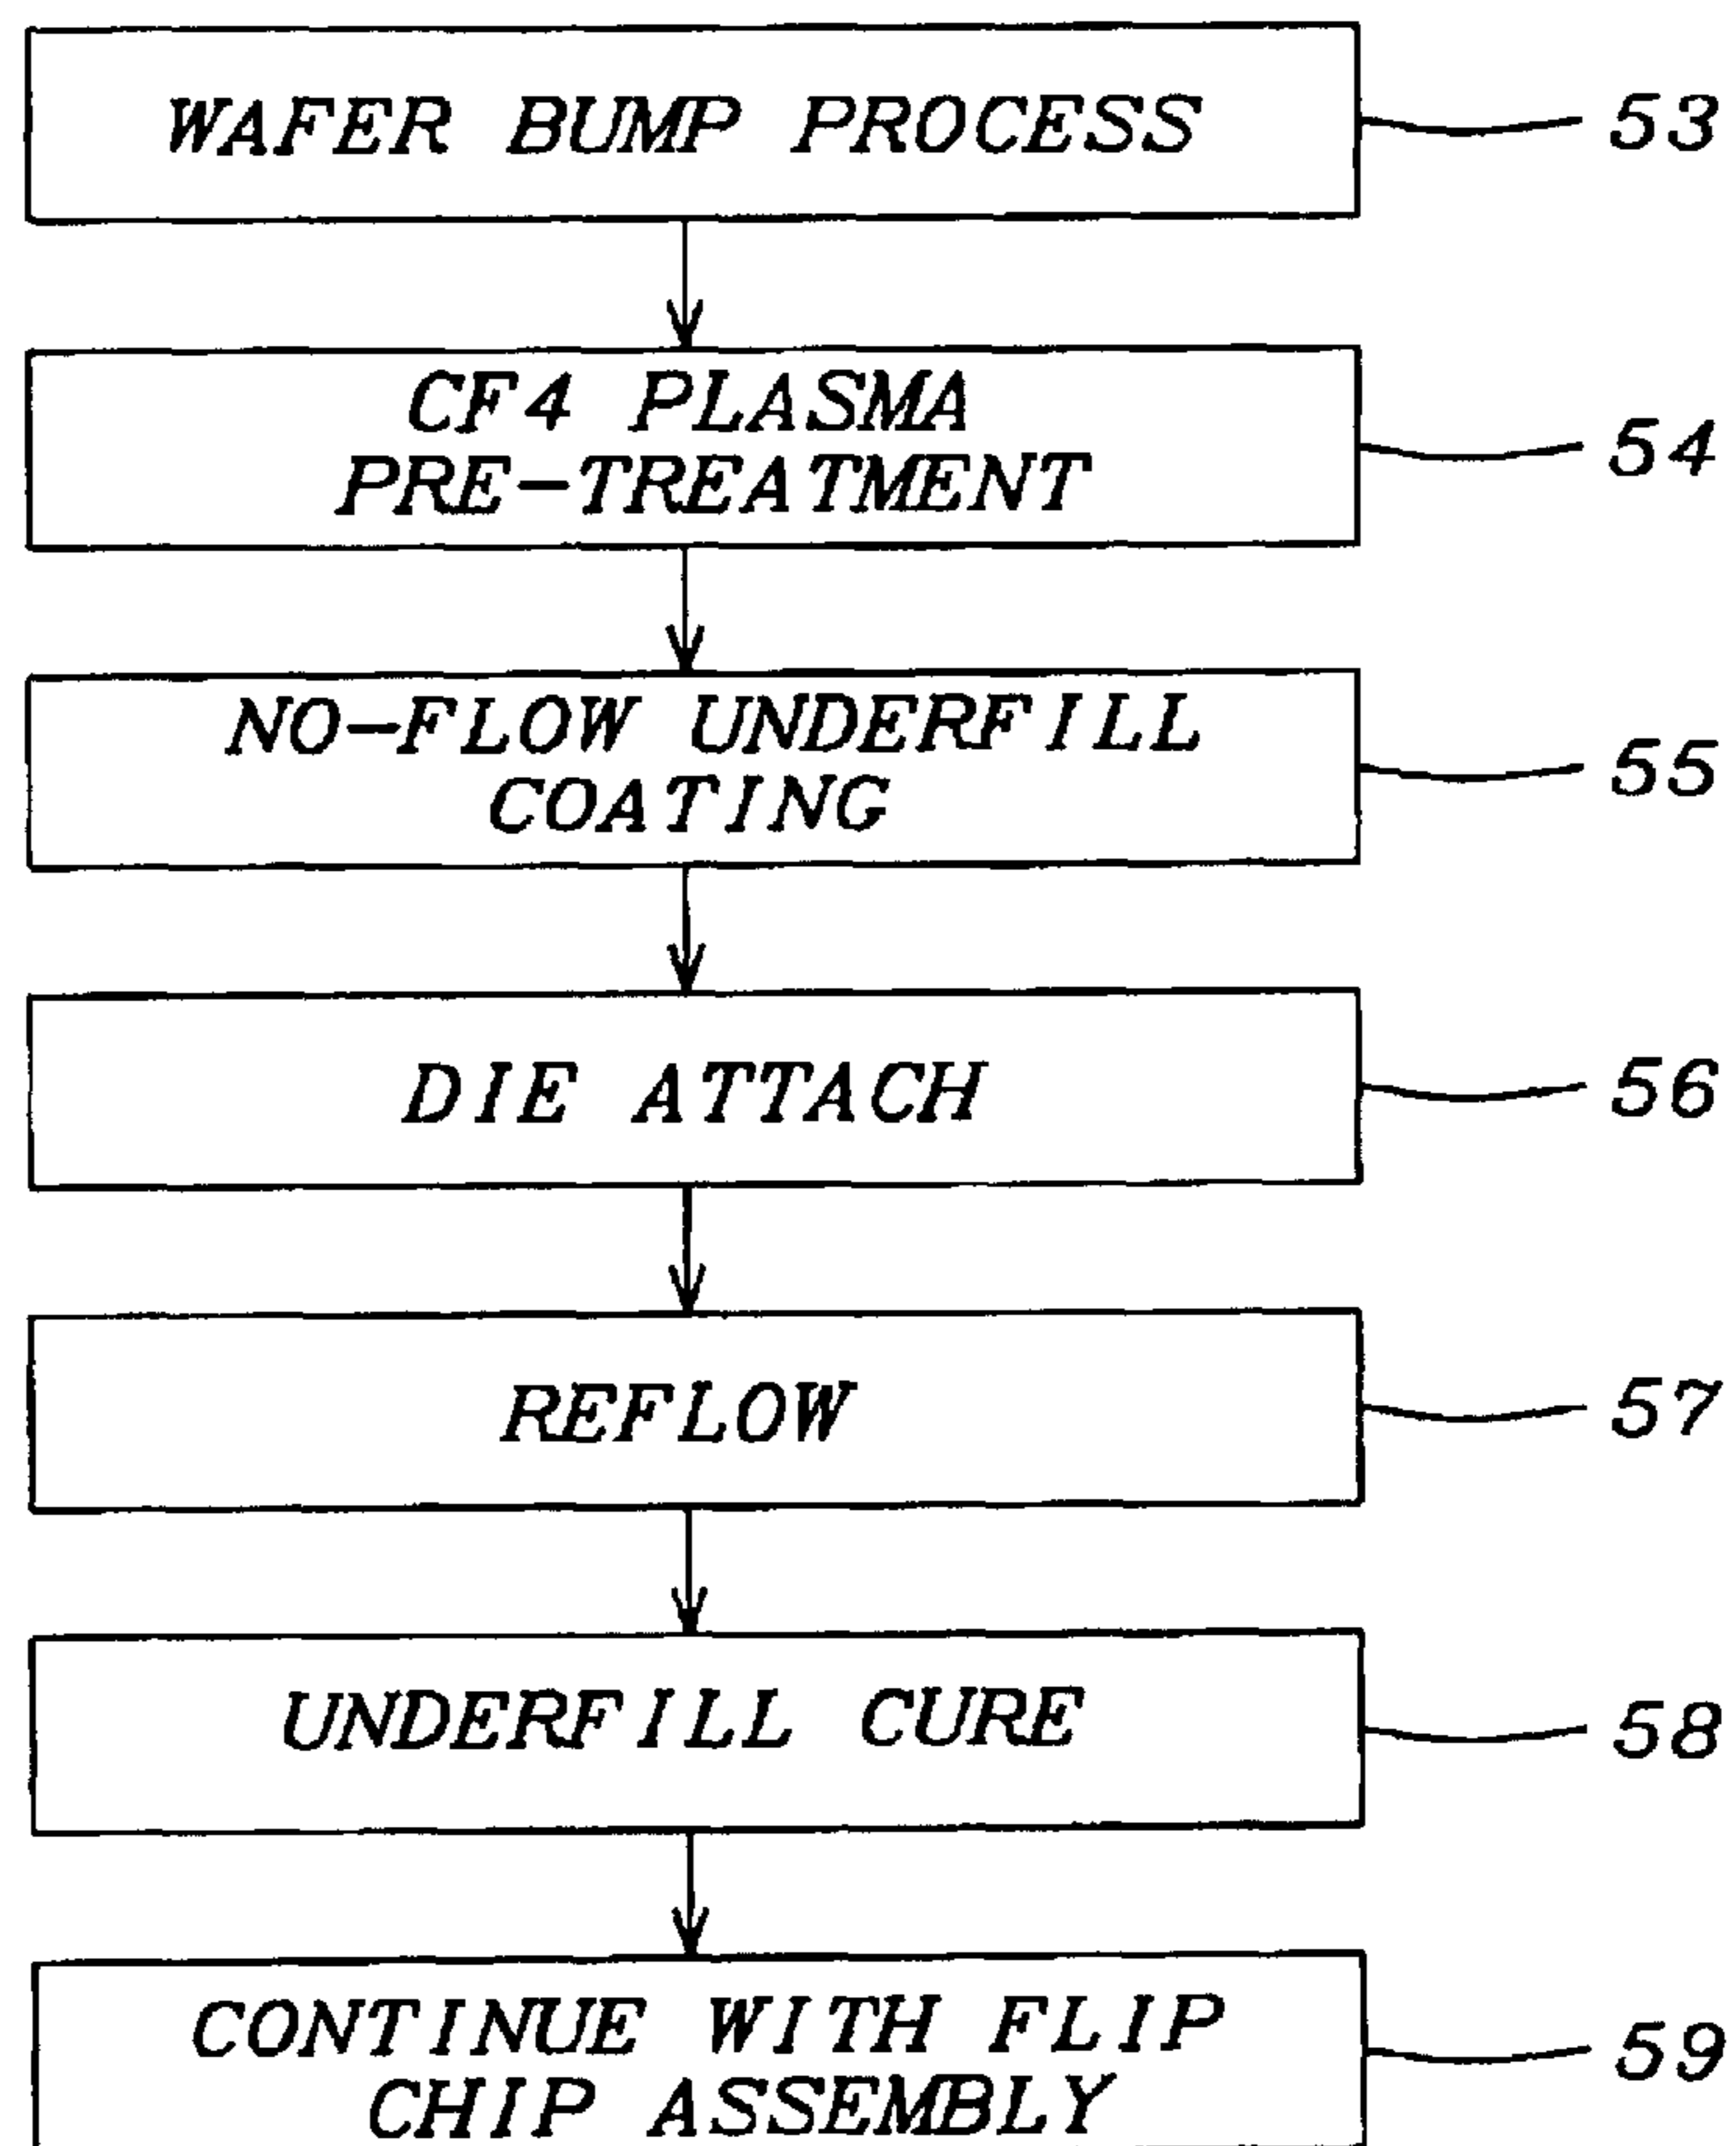 WAFER BUMP PROCESS 53
CF4 PLASMA
PRE-TREATMENT 54
NO-FLOW UNDERFILL
COATING 55
DIE ATTACH 56
REFLOW 57
UNDERFILL CURE 58
CONTINUE WITH FLIP
CHIP ASSEMBLY 59